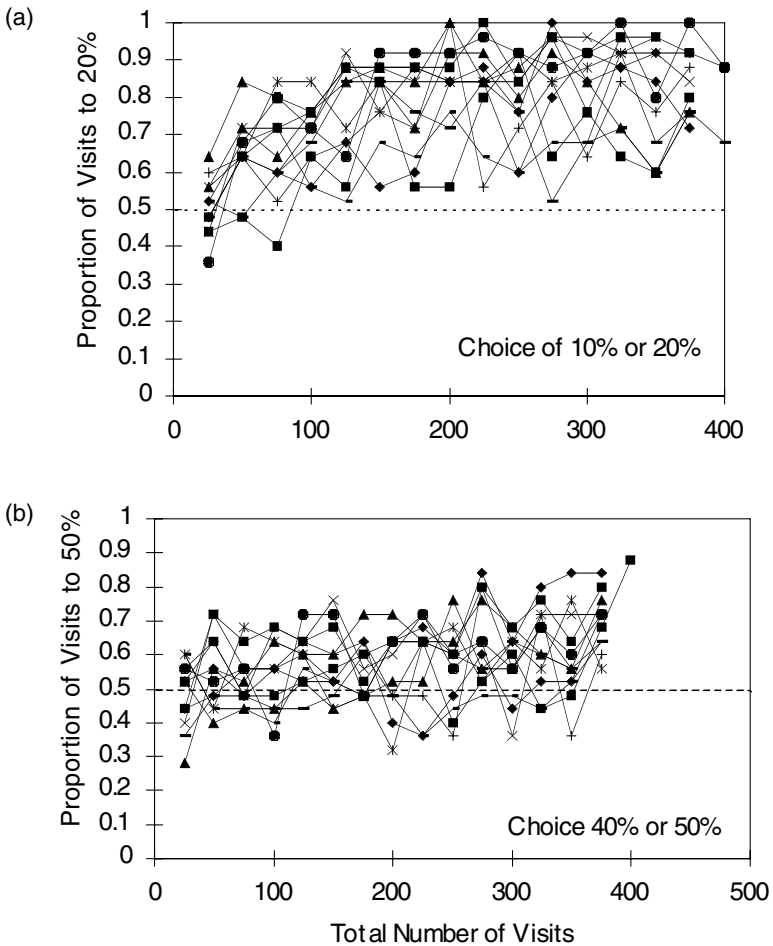 (a)
Proportion of Visits to 20%
1
0.9
0.8
0.7
0.6
0.5
0.4
0.3
0.2
0.1
0
Choice of 10% or 20%
0 100 200 300 400
(b)
Proportion of Visits to 50%
1
0.9
0.8
0.7
0.6
0.5
0.4
0.3
0.2
0.1
0
Choice 40% or 50%
0 100 200 300 400 500
Total Number of Visits